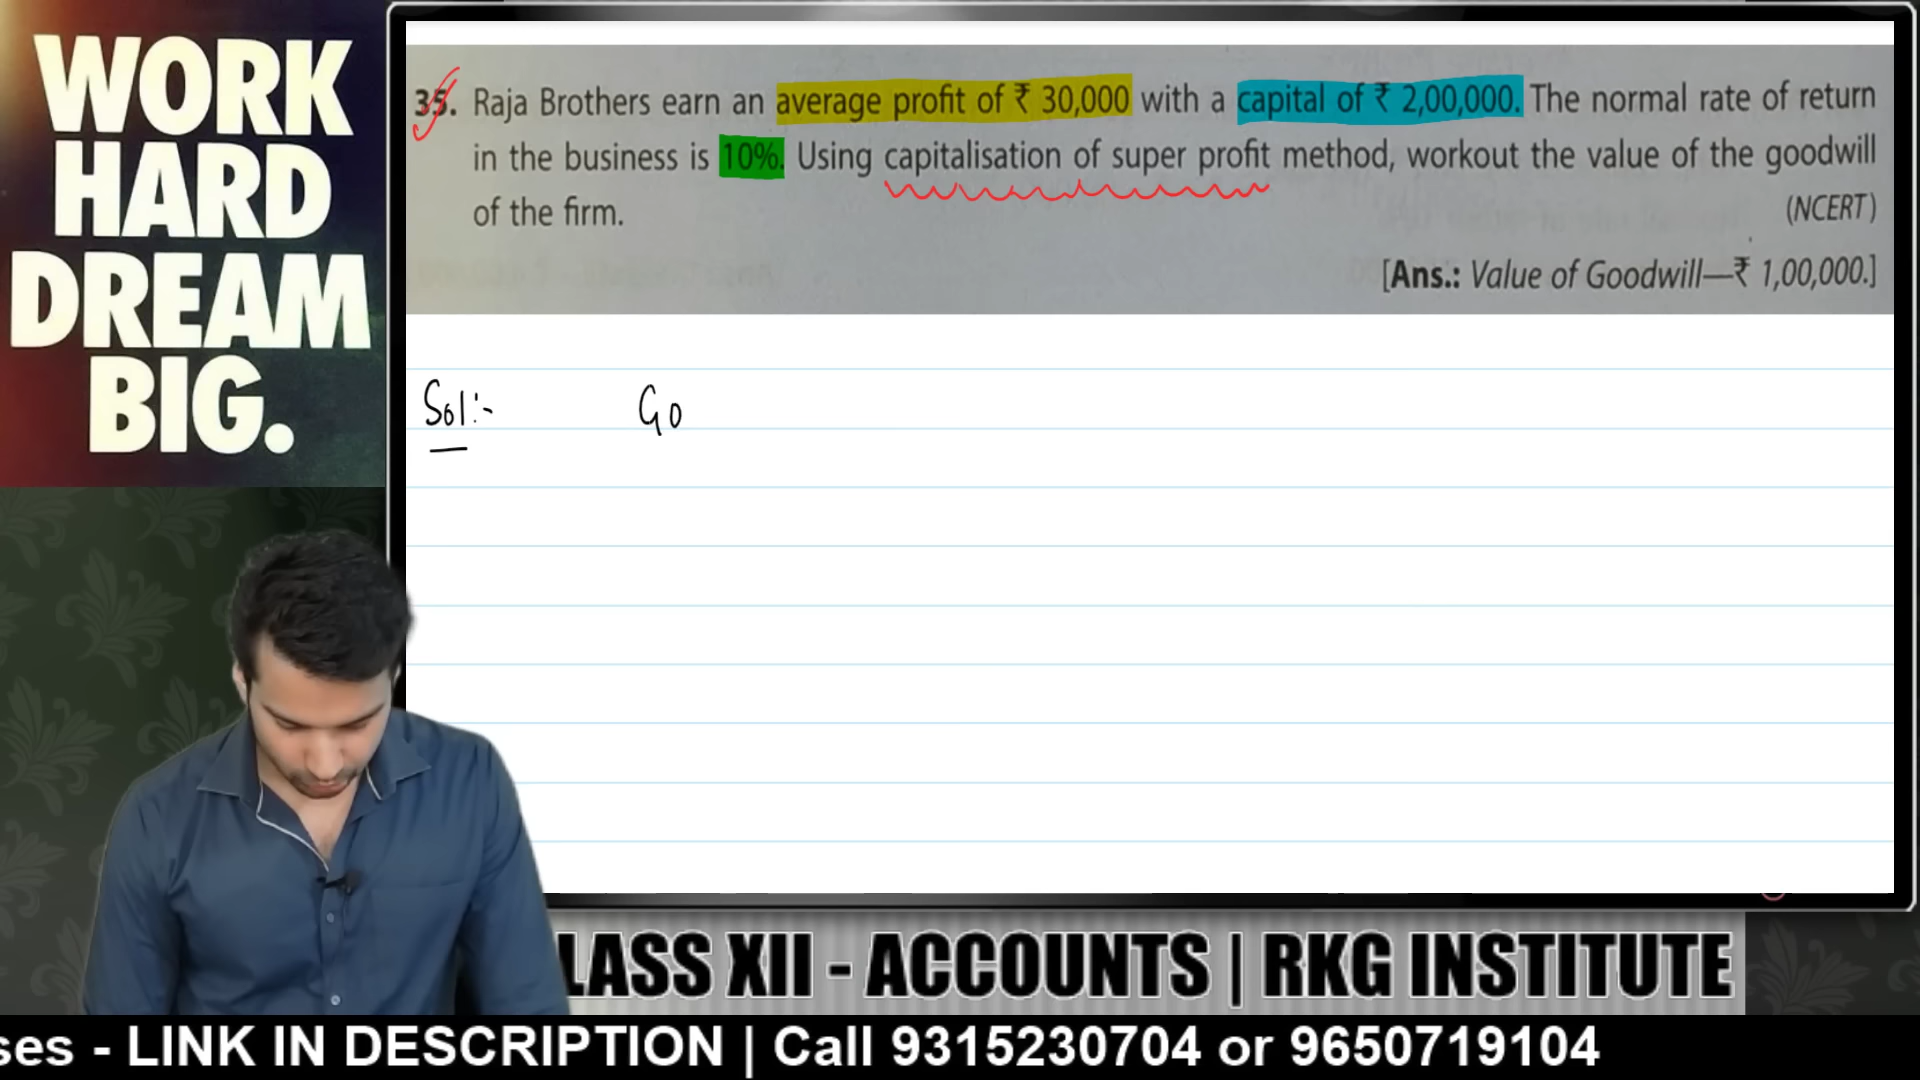 WORK
HARD
DREAM
BIG.
35. Raja Brothers earn an average profit of ₹ 30,000 with a capital of ₹ 2,00,000. The normal rate of return
in the business is 10%. Using capitalisation of super profit method, workout the value of the goodwill
of the firm. (NCERT)
[Ans.: Value of Goodwill—₹ 1,00,000.]
Sol:- Go
LASS XII - ACCOUNTS | RKG INSTITUTE
ses - LINK IN DESCRIPTION | Call 9315230704 or 9650719104